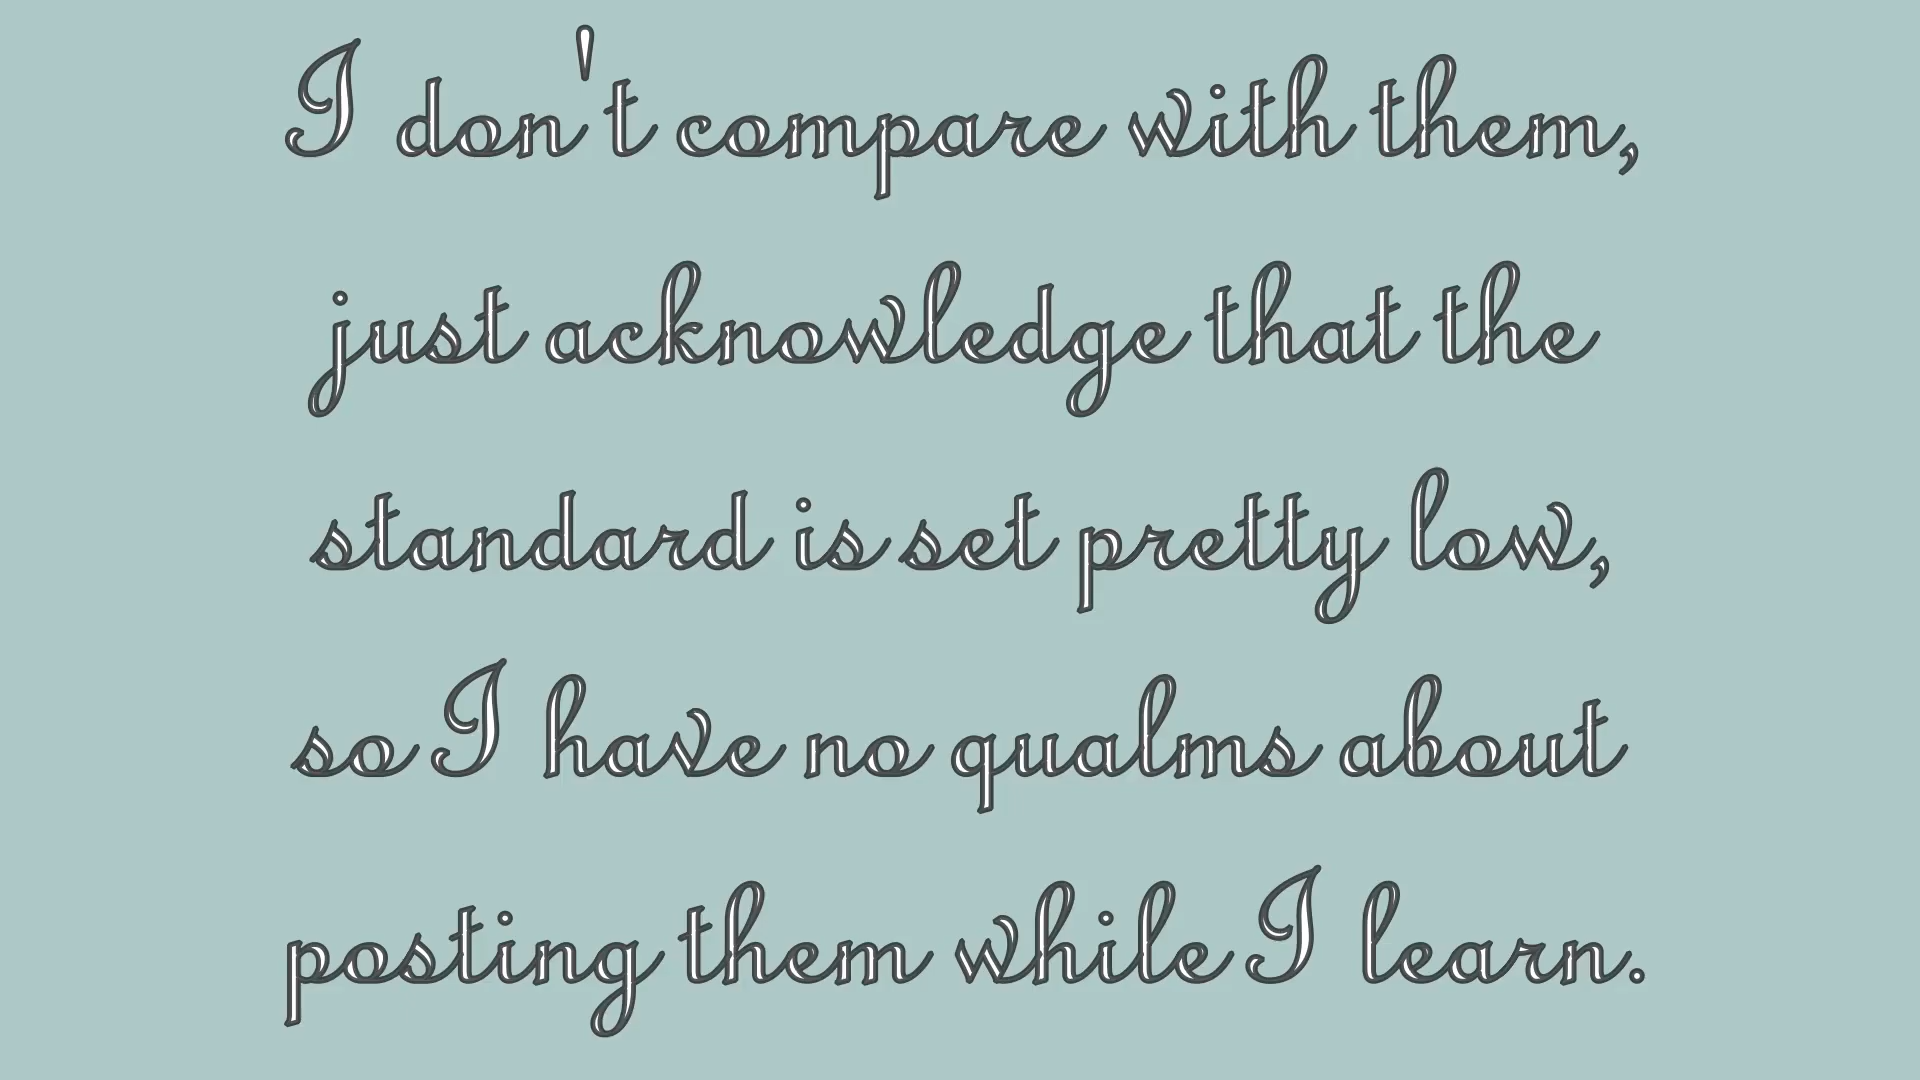 I don't compare with them,
just acknowledge that the
standard is set pretty low,
so I have no qualms about
posting them while I learn.